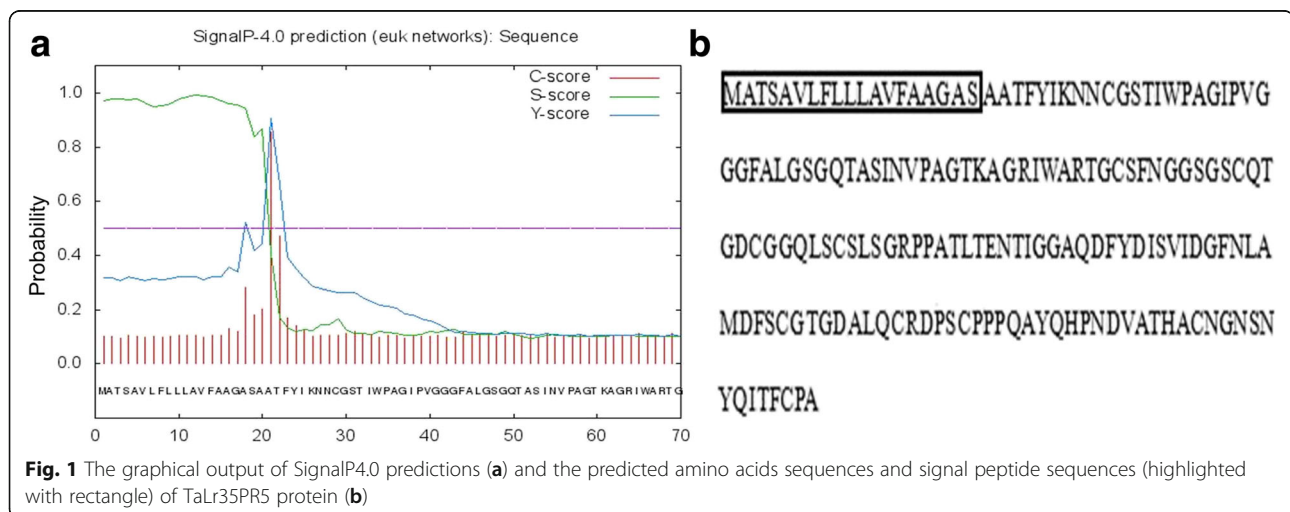 a
SignalP-4.0 prediction (euk networks): Sequence
C-score
S-score
Y-score
1.0
0.8
0.6
0.4
0.2
0.0
Probability
MATSAVLFLLLAVFAAGASAATFYIKNNCGSTIWPAGIPVGGGFALGSGQTASINVPAGTKAGRIWARTG
0 10 20 30 40 50 60 70
b
MATSAVLFLLLAVFAAGASAATFYIKNNCGSTIWPAGIPVG
GGFALGSGQTASINVPAGTKAGRIWARTGCSFNGGSGSCQT
GDCGGQLSCSLSGRPPATLTENTIGGAQDFYDISVIDGFNLA
MDFSCGTGDALQCRDPSCPPPQAYQHPNDVATHACNGNSN
YQITFCPA
Fig. 1 The graphical output of SignalP4.0 predictions (a) and the predicted amino acids sequences and signal peptide sequences (highlighted
with rectangle) of TaLr35PR5 protein (b)